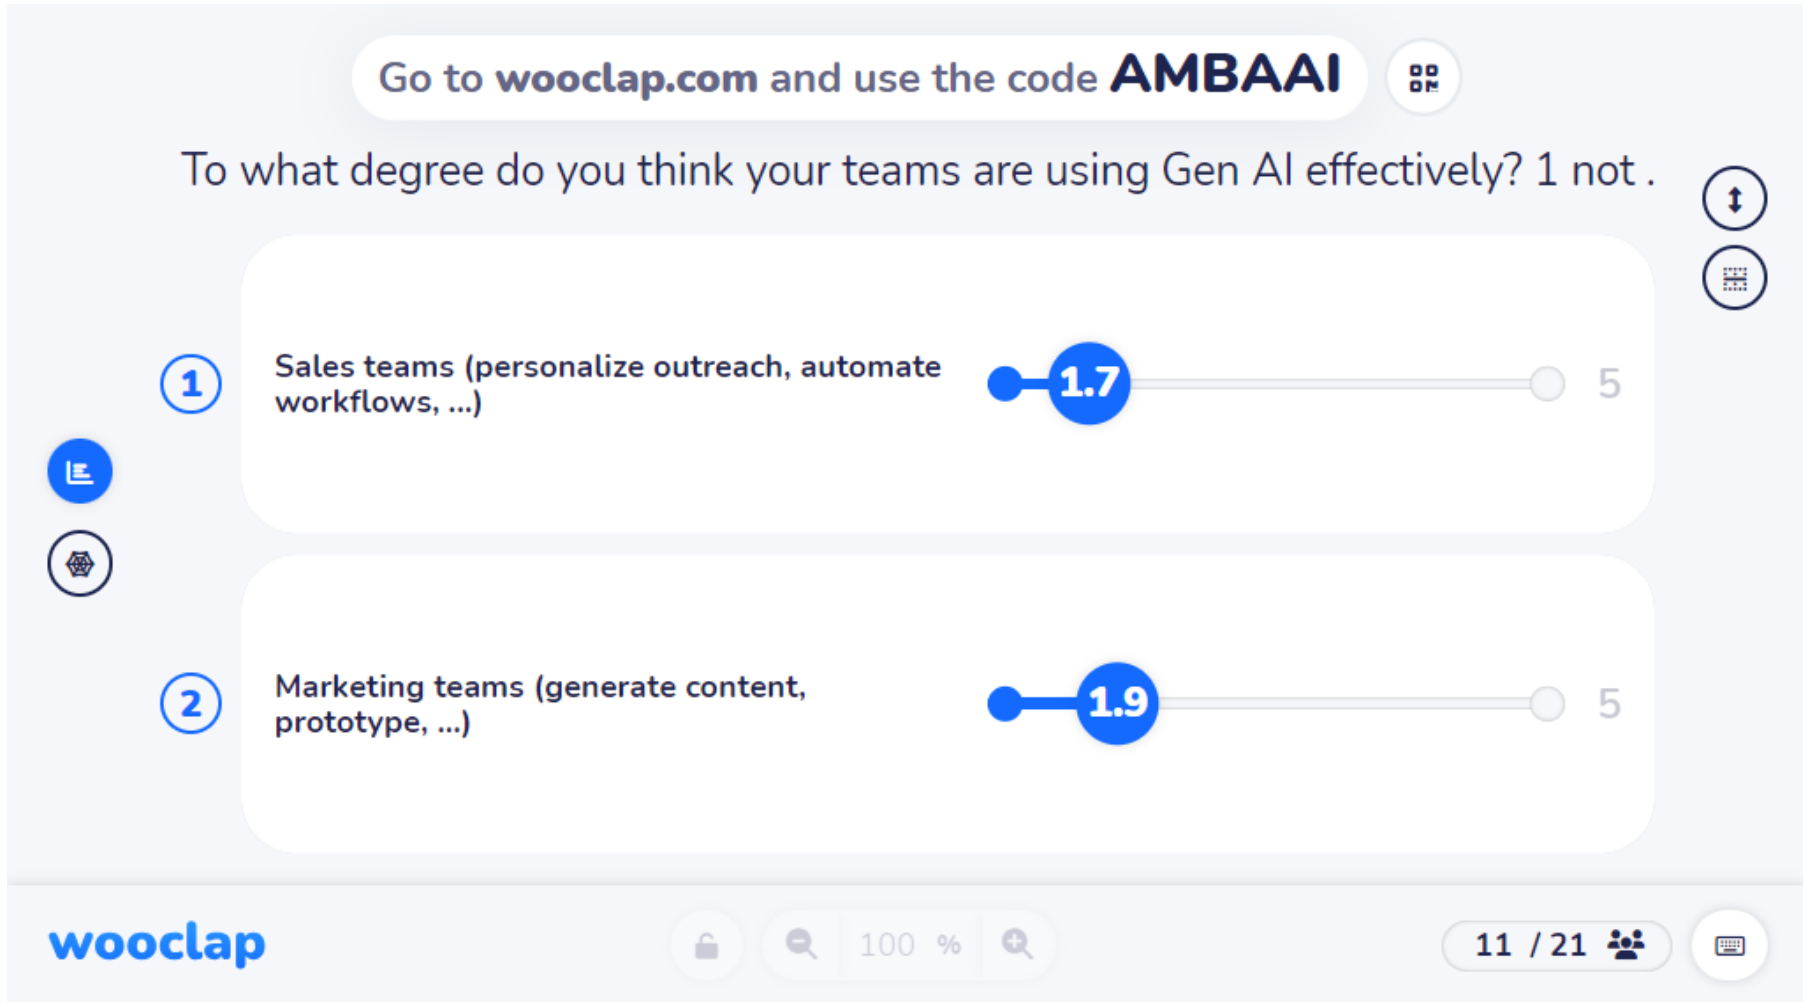 Go to wooclap.com and use the code AMBAAI
To what degree do you think your teams are using Gen AI effectively? 1 not .
1
Sales teams (personalize outreach, automate
workflows, ...)
1.7
5
2
Marketing teams (generate content,
prototype, ...)
1.9
5
wooclap
100 %
11 / 21